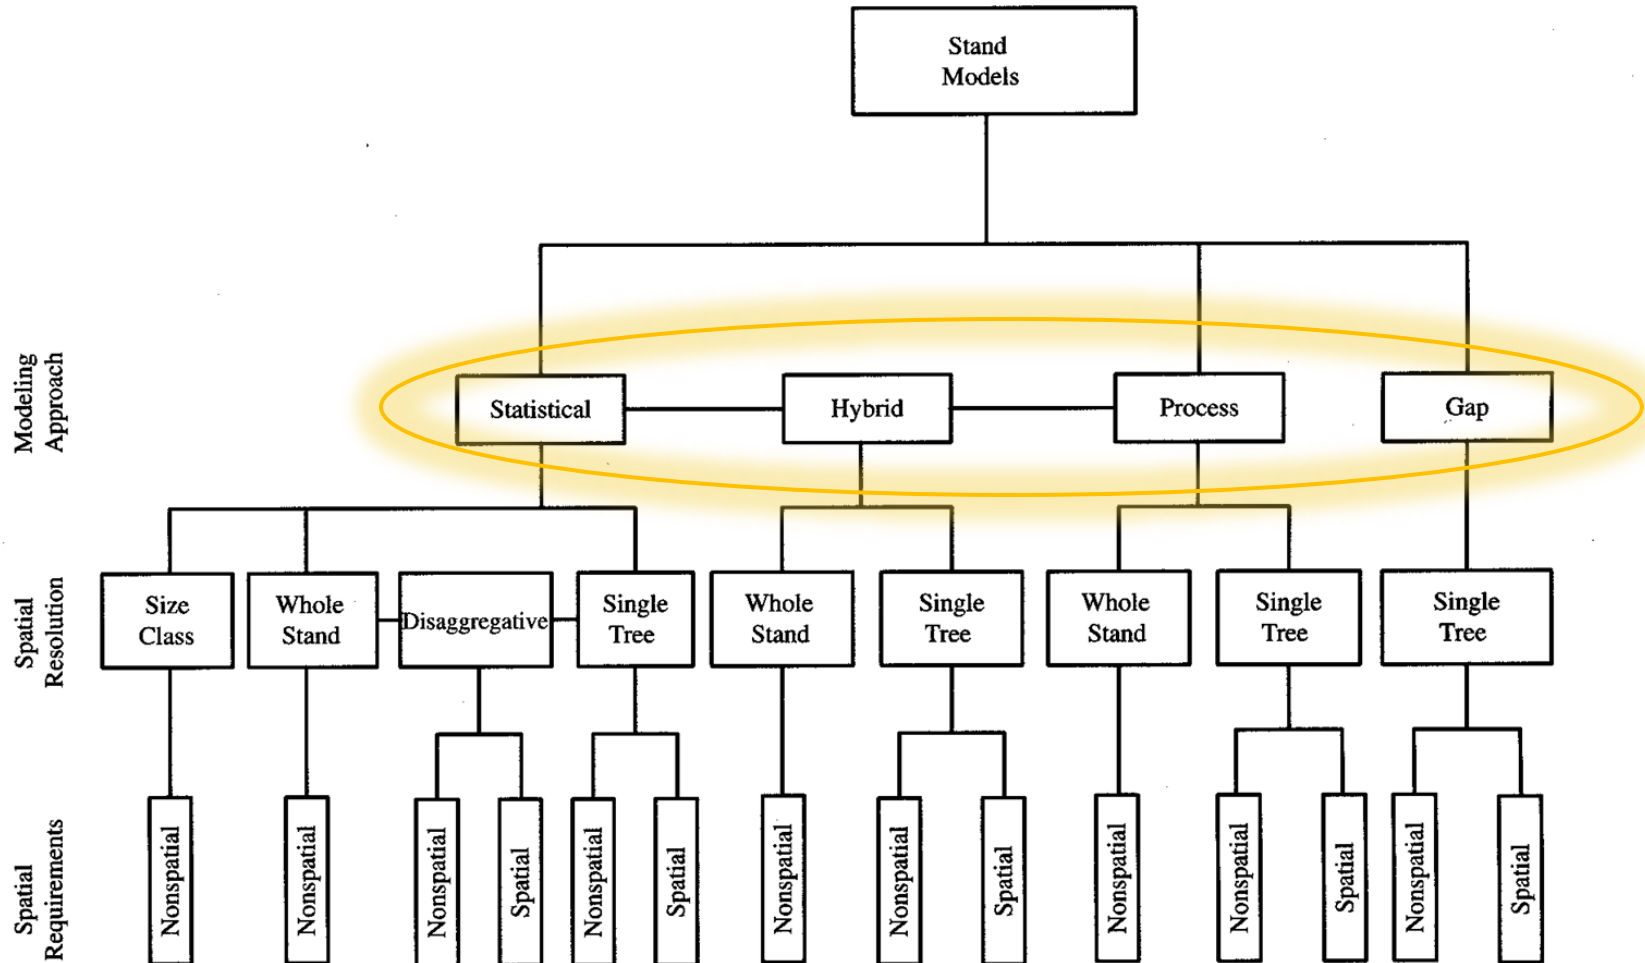 Stand
Models
Modeling
Approach
Statistical
Hybrid
Process
Gap
Spatial
Resolution
Size
Class
Whole
Stand
Disaggregative
Single
Tree
Whole
Stand
Single
Tree
Whole
Stand
Single
Tree
Single
Tree
Spatial
Requirements
Nonspatial
Nonspatial
Nonspatial
Spatial
Nonspatial
Spatial
Nonspatial
Nonspatial
Spatial
Nonspatial
Nonspatial
Spatial
Nonspatial
Spatial